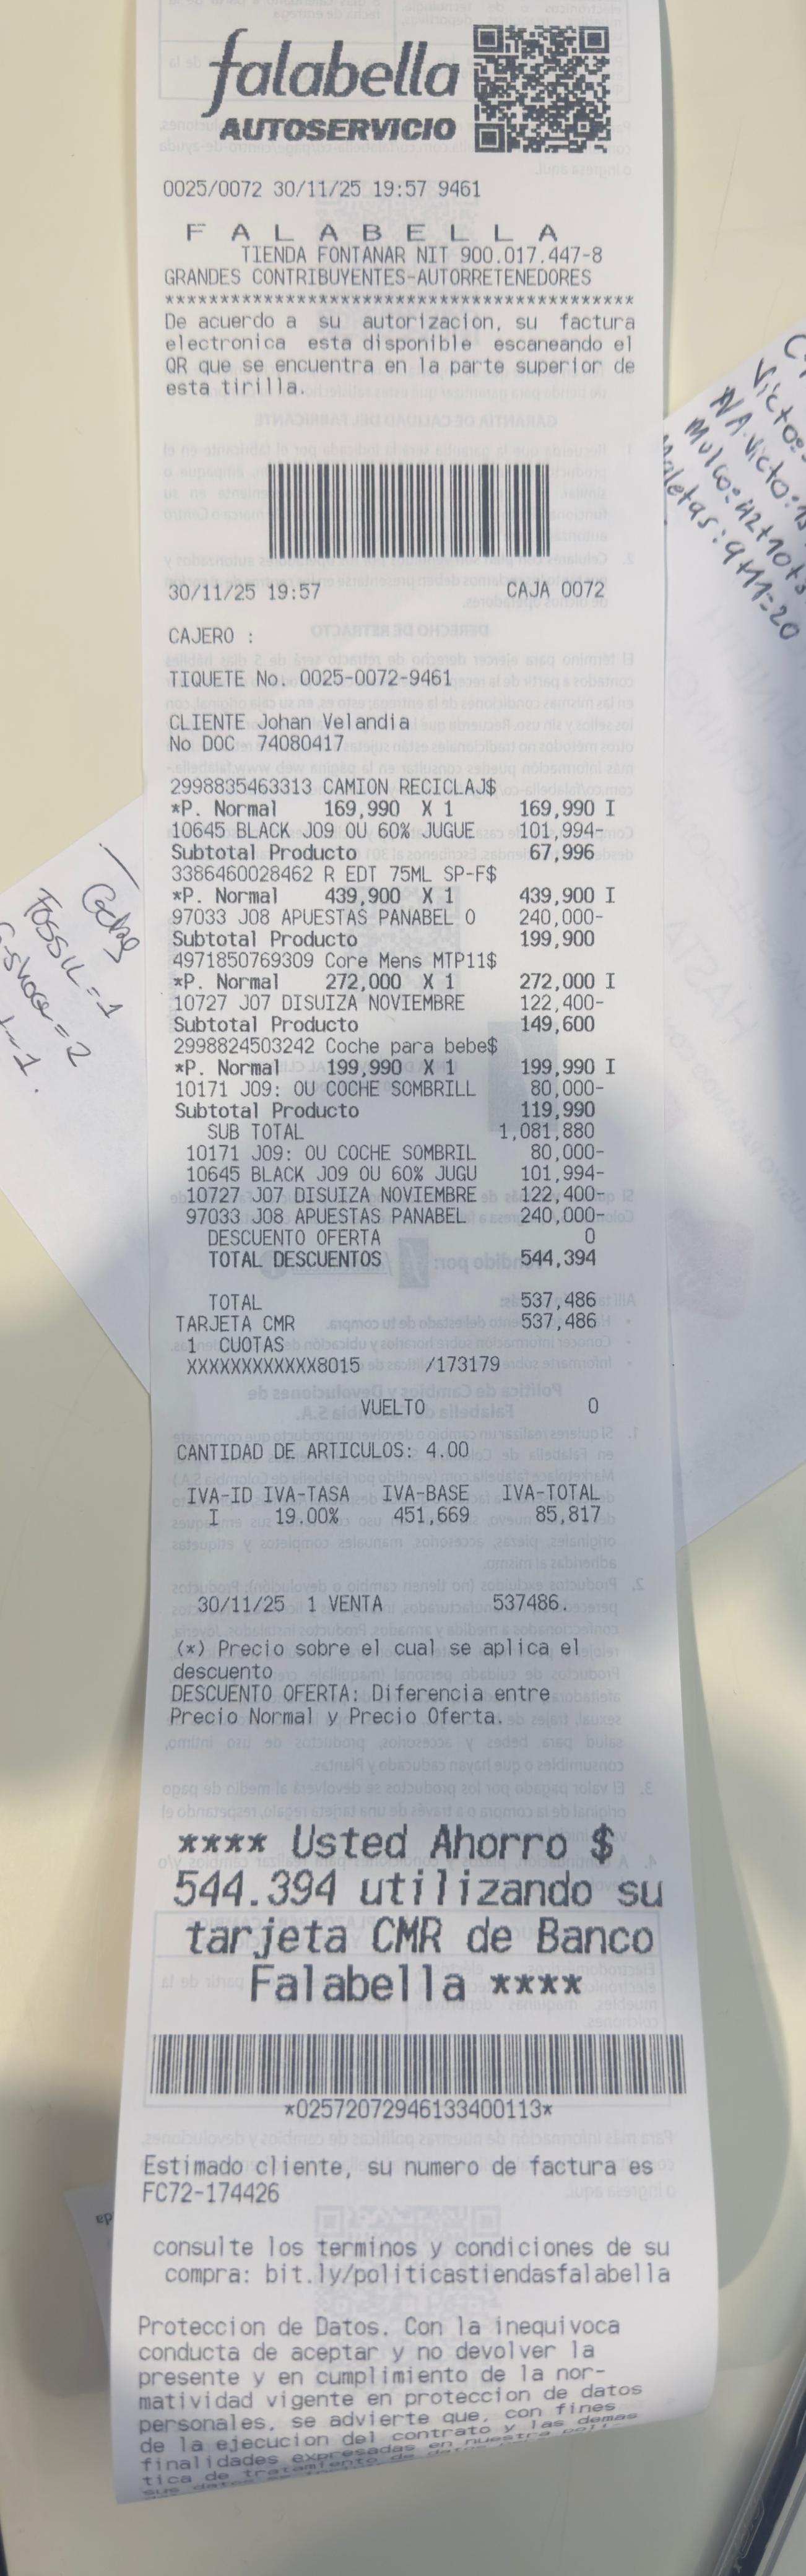 falabella
AUTOSERVICIO
0025/0072 30/11/25 19:57 9461
F A L A B E L L A
TIENDA FONTANAR NIT 900.017.447-8
GRANDES CONTRIBUYENTES-AUTORRETENEDORES
*******************************************
De acuerdo a su autorizacion, su factura
electronica esta disponible escaneando el
QR que se encuentra en la parte superior de
esta tirilla.
30/11/25 19:57 CAJA 0072
CAJERO :
TIQUETE No. 0025-0072-9461
CLIENTE Johan Velandia
No DOC 74080417
2998835463313 CAMION RECICLAJ$
*P. Normal 169,990 X 1 169,990 I
10645 BLACK J09 OU 60% JUGUE 101,994-
Subtotal Producto 67,996
3386460028462 R EDT 75ML SP-F$
*P. Normal 439,900 X 1 439,900 I
97033 J08 APUESTAS PANABEL 0 240,000-
Subtotal Producto 199,900
4971850769309 Core Mens MTP11$
*P. Normal 272,000 X 1 272,000 I
10727 J07 DISUIZA NOVIEMBRE 122,400-
Subtotal Producto 149,600
2998824503242 Coche para bebe$
*P. Normal 199,990 X 1 199,990 I
10171 J09: OU COCHE SOMBRILL 80,000-
Subtotal Producto 119,990
SUB TOTAL 1,081,880
10171 J09: OU COCHE SOMBRIL 80,000-
10645 BLACK J09 OU 60% JUGU 101,994-
10727 J07 DISUIZA NOVIEMBRE 122,400-
97033 J08 APUESTAS PANABEL 240,000-
DESCUENTO OFERTA 0
TOTAL DESCUENTOS 544,394
TOTAL 537,486
TARJETA CMR 537,486
1 CUOTAS
XXXXXXXXXXXX8015 /173179
VUELTO 0
CANTIDAD DE ARTICULOS: 4.00
IVA-ID IVA-TASA IVA-BASE IVA-TOTAL
I 19.00% 451,669 85,817
30/11/25 1 VENTA 537486.
(*) Precio sobre el cual se aplica el
descuento
DESCUENTO OFERTA: Diferencia entre
Precio Normal y Precio Oferta.
**** Usted Ahorro $
544.394 utilizando su
tarjeta CMR de Banco
Falabella ****
*02572072946133400113*
Estimado cliente, su numero de factura es
FC72-174426
consulte los terminos y condiciones de su
compra: bit.ly/politicastiendasfalabella
Proteccion de Datos. Con la inequivoca
conducta de aceptar y no devolver la
presente y en cumplimiento de la nor-
matividad vigente en proteccion de datos
personales, se advierte que, con fines
de la ejecucion del contrato y las demas
finalidades expresadas en nuestra poli-
tica de tratamiento de datos
FOSSIL = 1
= 2
Victo:
NA.Victo: